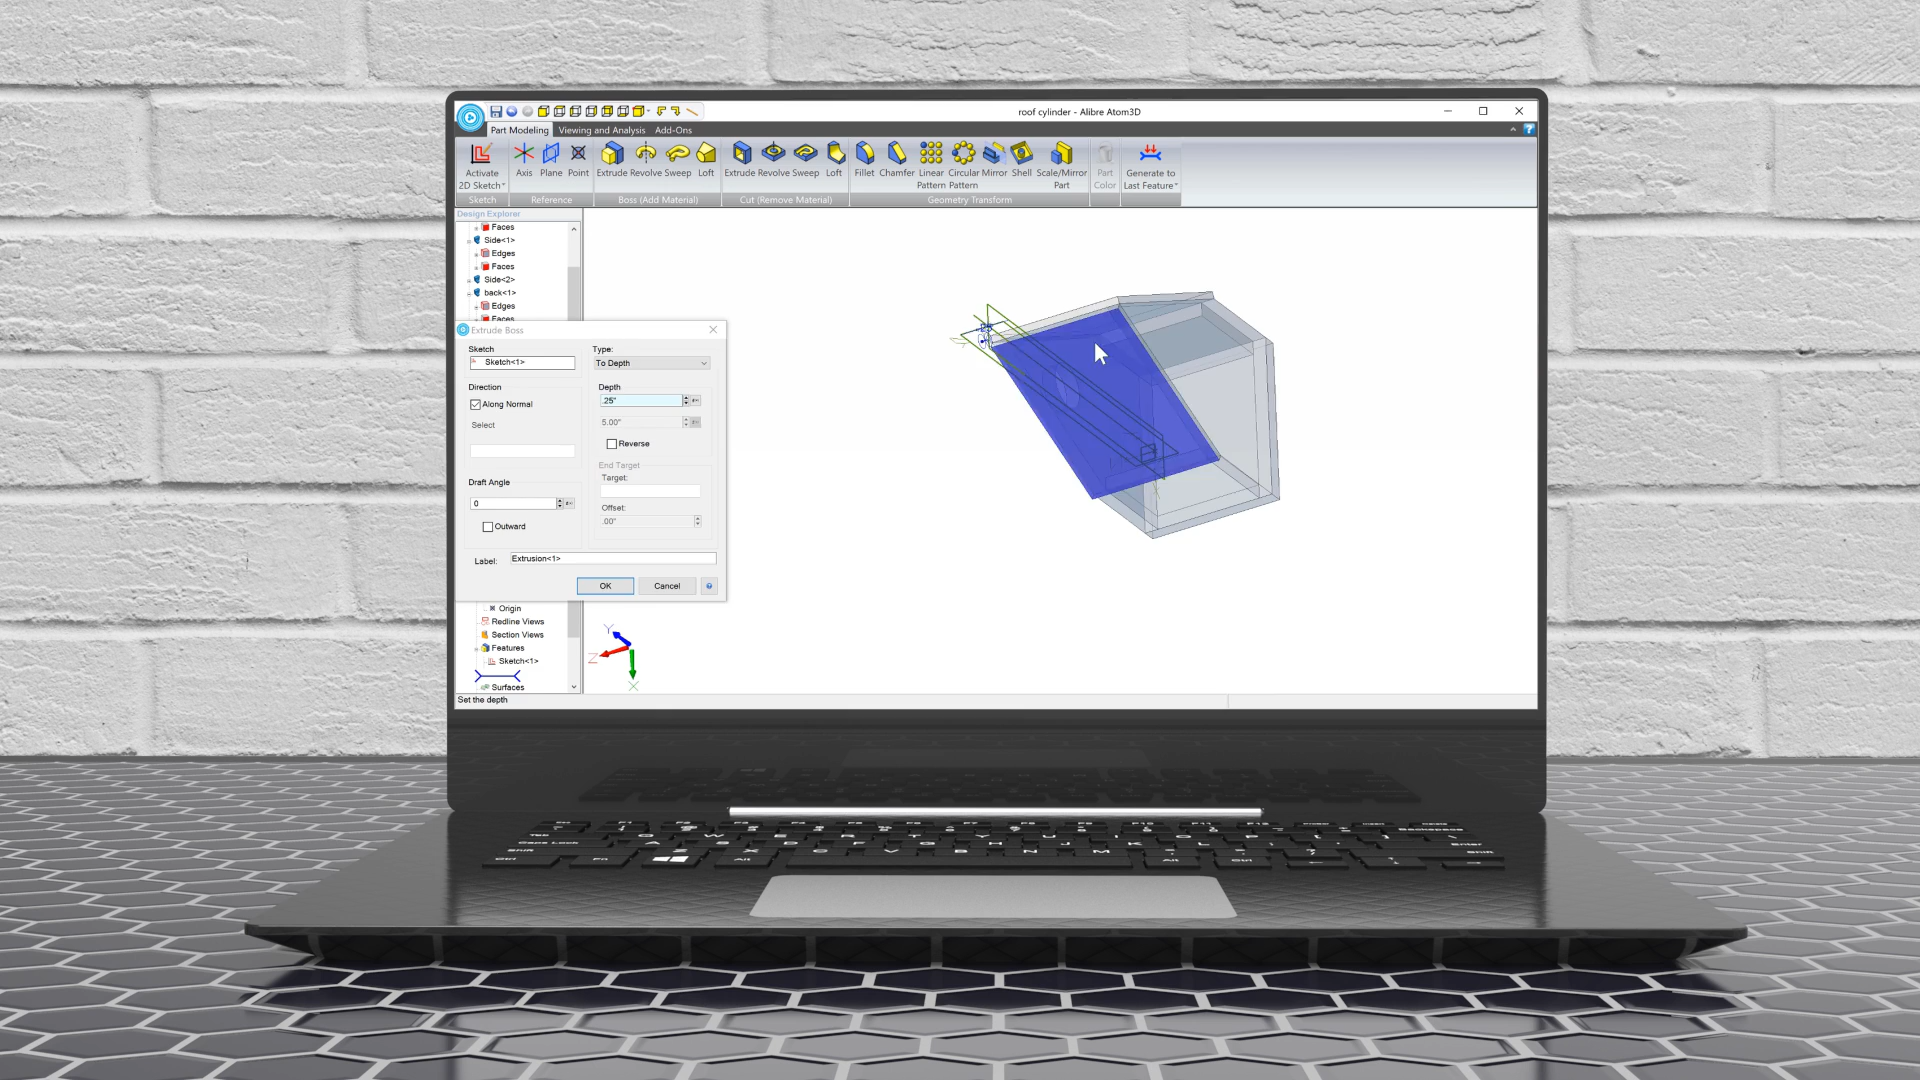 roof cylinder - Alibre Atom3D
Part Modeling Viewing and Analysis Add-Ons
Activate
2D Sketch
Axis Plane Point
Extrude Revolve Sweep Loft
Extrude Revolve Sweep Loft
Fillet Chamfer Linear Pattern Circular Pattern Mirror Shell Scale/Mirror Part
Part Color
Generate to Last Feature
Sketch Reference Boss (Add Material) Cut (Remove Material) Geometry Transform
Design Explorer
Faces
Side<1>
Edges
Faces
Side<2>
back<1>
Edges
Faces
Extrude Boss
Sketch
Sketch<1>
Type:
To Depth
Direction
Along Normal
Select
Depth
.25"
5.00"
Reverse
End Target
Target:
Offset:
.00"
Draft Angle
0
Outward
Label: Extrusion<1>
OK Cancel
Origin
Redline Views
Section Views
Features
Sketch<1>
Surfaces
Y
Z
X
Set the depth